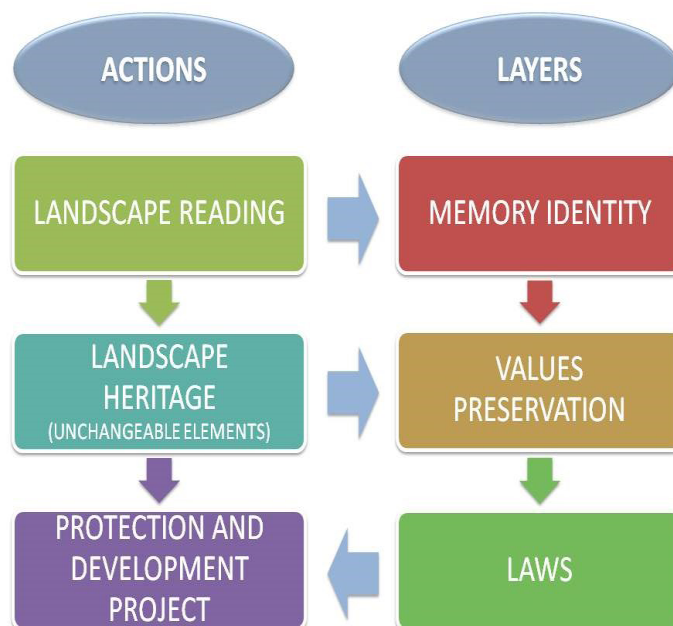 ACTIONS
LAYERS
LANDSCAPE READING
MEMORY IDENTITY
LANDSCAPE
HERITAGE
(UNCHANGEABLE ELEMENTS)
VALUES
PRESERVATION
PROTECTION AND
DEVELOPMENT
PROJECT
LAWS